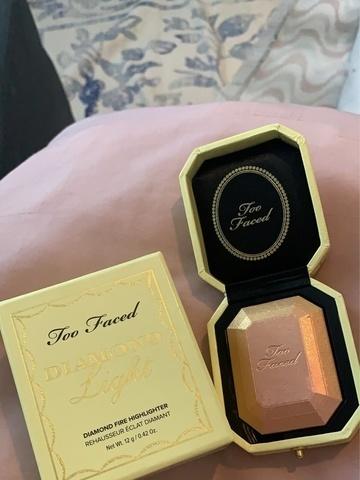 Too Faced
DIAMOND
Light
DIAMOND FIRE HIGHLIGHTER
REHAUSSEUR ÉCLAT DIAMANT
Net Wt. 12 g / 0.42 Oz.
Too
Faced
Too
Faced